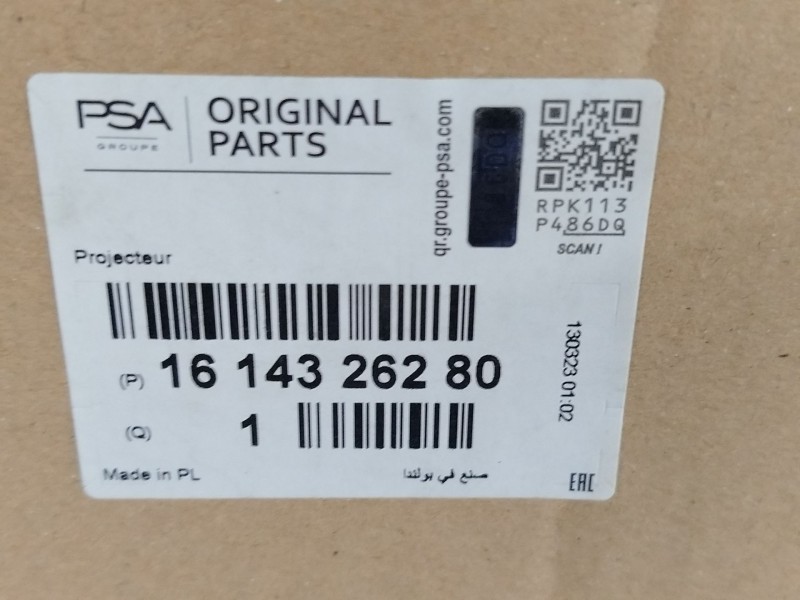 PSA
GROUPE
ORIGINAL
PARTS
qr.groupe-psa.com
RPK113
P486DQ
SCAN!
Projecteur
(P) 16 143 262 80
130323 01:02
(Q) 1
Made in PL
صنع في بولندا
EAC